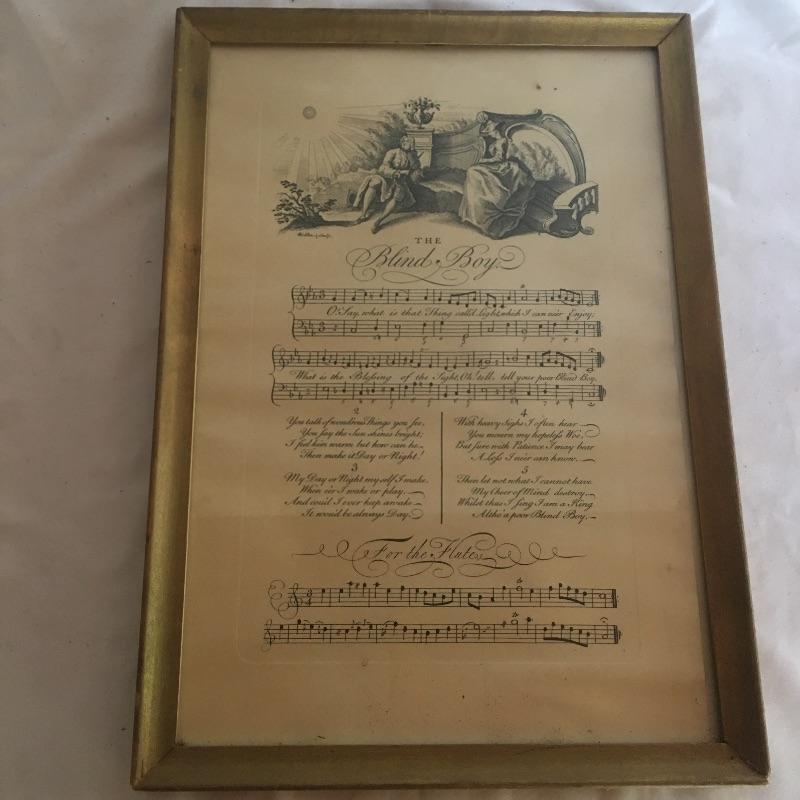 THE
Blind Boy.
O! Say, what is that Thing call'd Light, which I can ne'er Enjoy;
What is the Blessing of the Sight, Oh! tell, tell your poor Blind Boy.
2
You talk of wondrous Things you see,
You say the Sun shines bright;
I feel him warm but how can he
Then make it Day or Night!
3
My Day or Night my self I make,
When e'er I wake or play,
And cou'd I ever keep awake
It wou'd be always Day.
4
With heavy Sighs I often hear
You mourn my hopeless Woe;
But sure with Patience I may bear
A Loss I ne'er can know.
5
Then let not what I cannot have
My Cheer of Mind destroy
Whilst thus I sing I am a King
Altho' a poor Blind Boy.
For the Flute